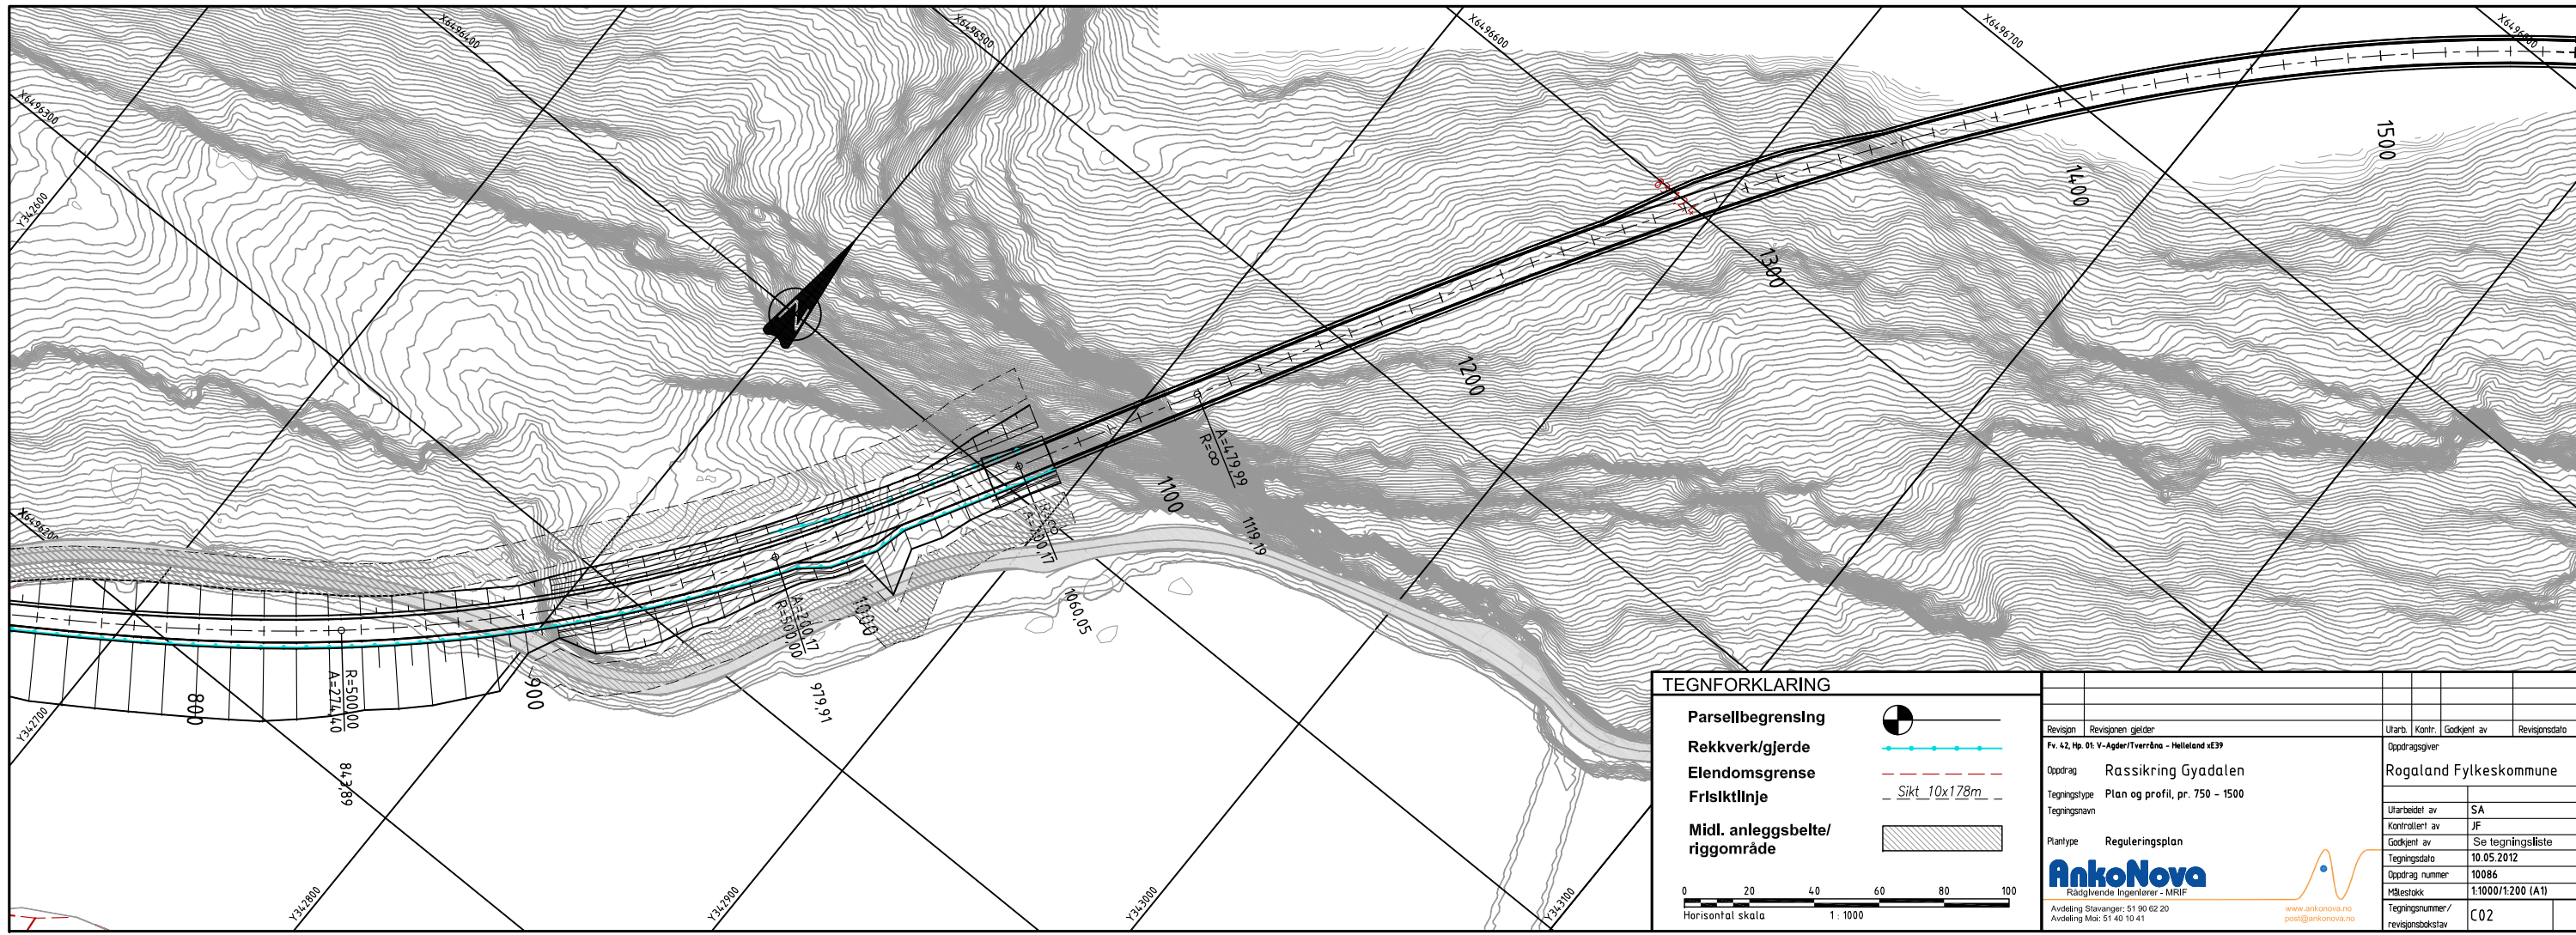 X6496300
X6496400
X6496500
X6496600
X6496700
X6496800
Y342600
X6496200
Y342700
Y342800
Y342900
Y343000
Y343100
800
900
1000
1100
1200
1300
1400
1500
R=500,00
A=274,40
843,89
A=200,17
R=500,00
979,91
R=∞
A=200,17
1060,05
A=479,99
R=∞
1119,19
TEGNFORKLARING
Parsellbegrensing
Rekkverk/gjerde
Eiendomsgrense
Frisiktlinje
Sikt 10x178m
Midl. anleggsbelte/
riggområde
0 20 40 60 80 100
Horisontal skala 1 : 1000
Revisjon Revisjonen gjelder Utarb. Kontr. Godkjent av Revisjonsdato
Fv. 42, Hp. 01: V-Agder/Tverråna - Helleland xE39
Oppdragsgiver
Oppdrag Rassikring Gyadalen
Rogaland Fylkeskommune
Tegningstype Plan og profil, pr. 750 - 1500
Tegningsnavn
Utarbeidet av SA
Kontrollert av JF
Plantype Reguleringsplan
Godkjent av Se tegningsliste
Tegningsdato 10.05.2012
Oppdrag nummer 10086
Målestokk 1:1000/1:200 (A1)
Tegningsnummer/
revisjonsbokstav C02
AnkoNova
Rådgivende Ingeniører - MRIF
Avdeling Stavanger: 51 90 62 20
Avdeling Moi: 51 40 10 41
www.ankonova.no
post@ankonova.no